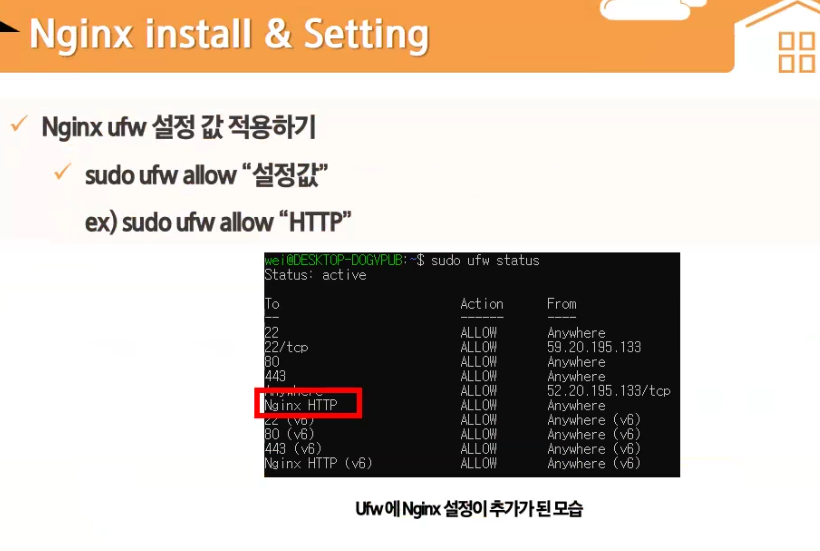 Nginx install & Setting
✓ Nginx ufw 설정 값 적용하기
✓ sudo ufw allow “설정값”
ex) sudo ufw allow “HTTP”
wei@DESKTOP-DOGVPUB:~$ sudo ufw status
Status: active
To Action From
-- ------ ----
22 ALLOW Anywhere
22/tcp ALLOW 59.20.195.133
80 ALLOW Anywhere
443 ALLOW Anywhere
Anywhere ALLOW 52.20.195.133/tcp
Nginx HTTP ALLOW Anywhere
22 (v6) ALLOW Anywhere (v6)
80 (v6) ALLOW Anywhere (v6)
443 (v6) ALLOW Anywhere (v6)
Nginx HTTP (v6) ALLOW Anywhere (v6)
Ufw에 Nginx 설정이 추가가 된 모습